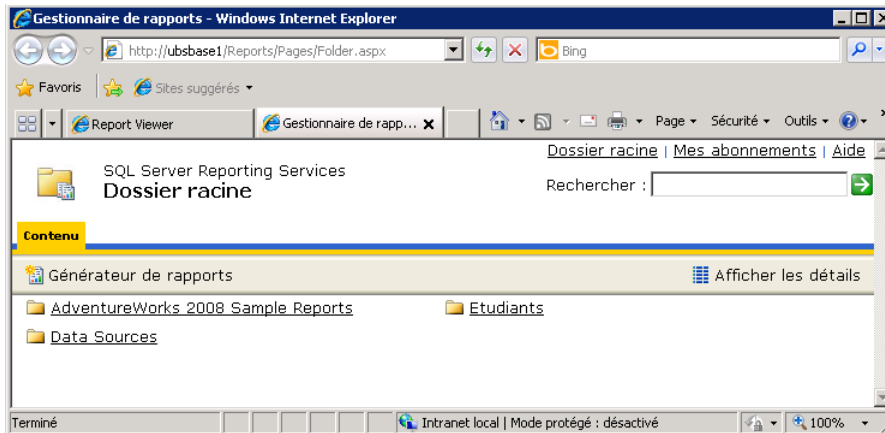 Gestionnaire de rapports - Windows Internet Explorer
http://ubsbase1/Reports/Pages/Folder.aspx
Bing
Favoris
Sites suggérés
Report Viewer
Gestionnaire de rapp...
Page
Sécurité
Outils
Dossier racine | Mes abonnements | Aide
SQL Server Reporting Services
Dossier racine
Rechercher :
Contenu
Générateur de rapports
Afficher les détails
AdventureWorks 2008 Sample Reports
Etudiants
Data Sources
Terminé
Intranet local | Mode protégé : désactivé
100%